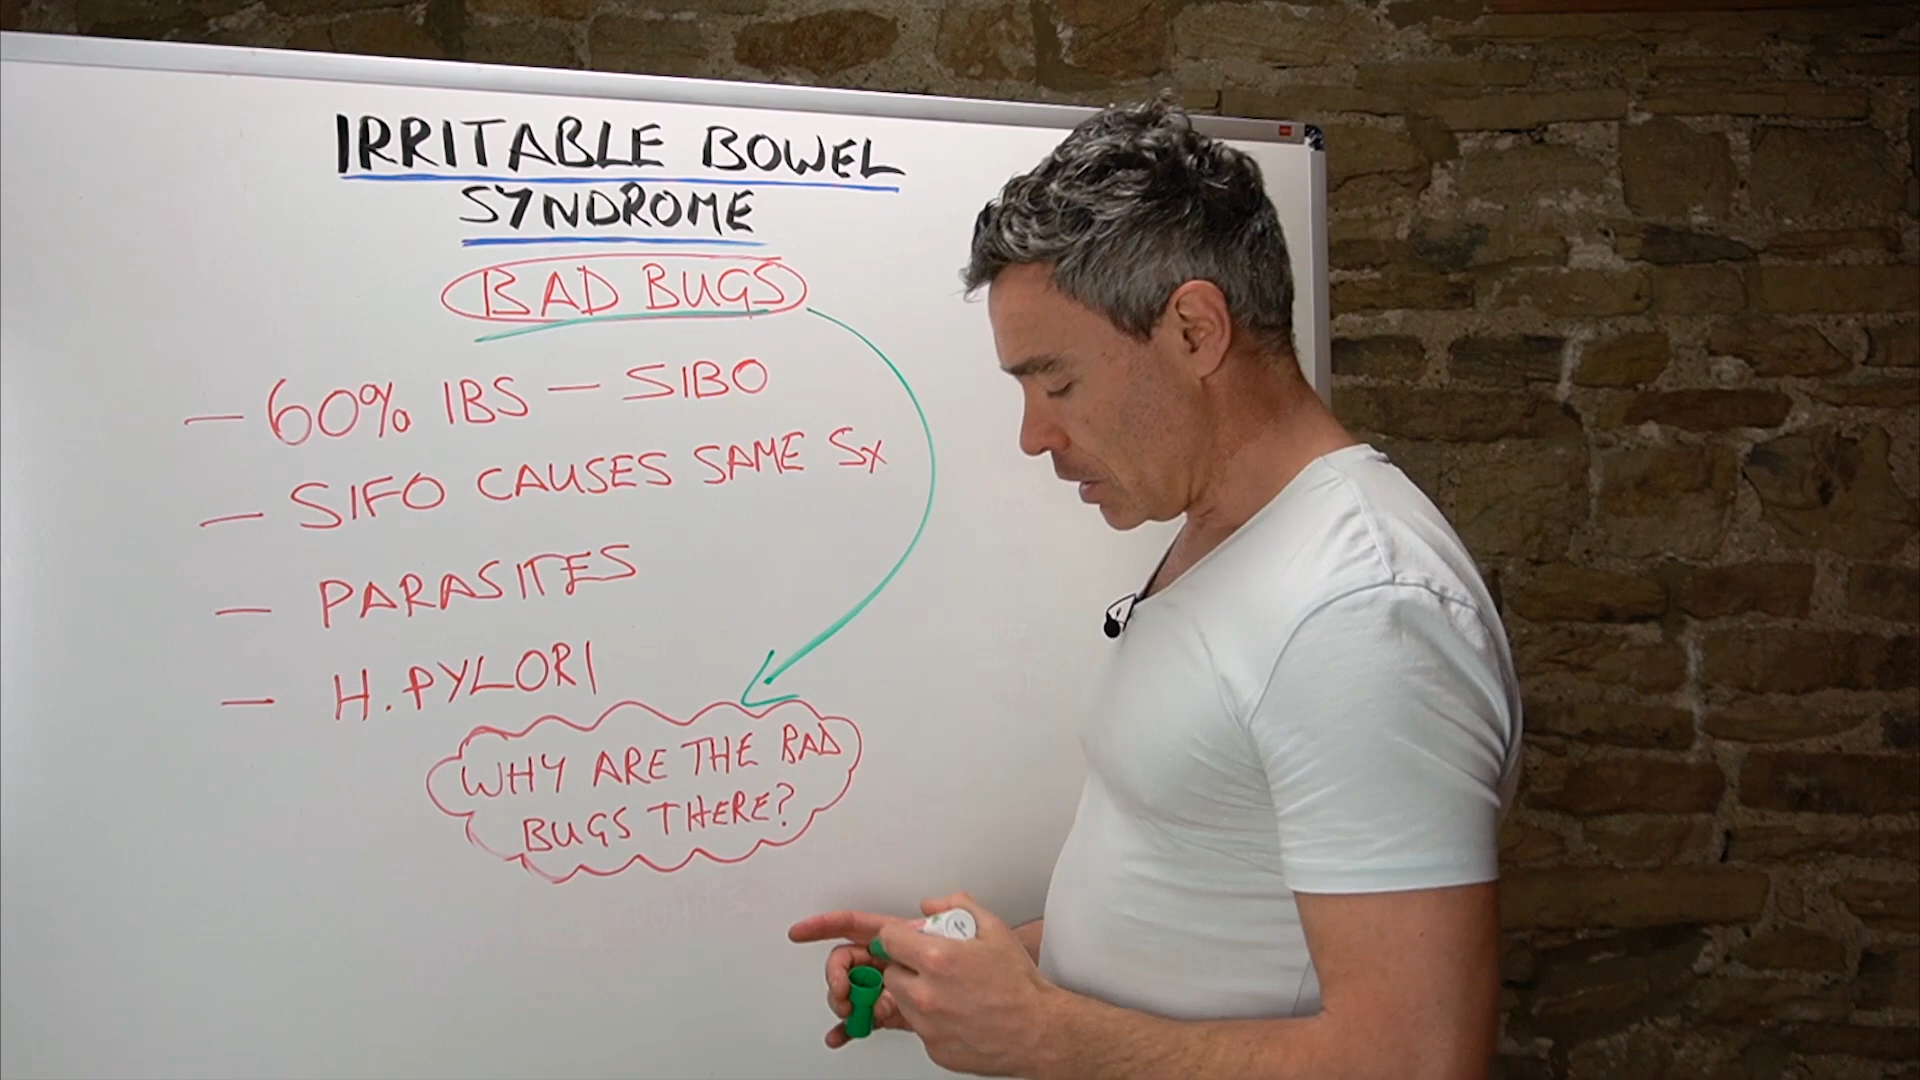 IRRITABLE BOWEL
SYNDROME
BAD BUGS
— 60% IBS — SIBO
— SIFO CAUSES SAME Sx
— PARASITES
— H. PYLORI
WHY ARE THE BAD
BUGS THERE?